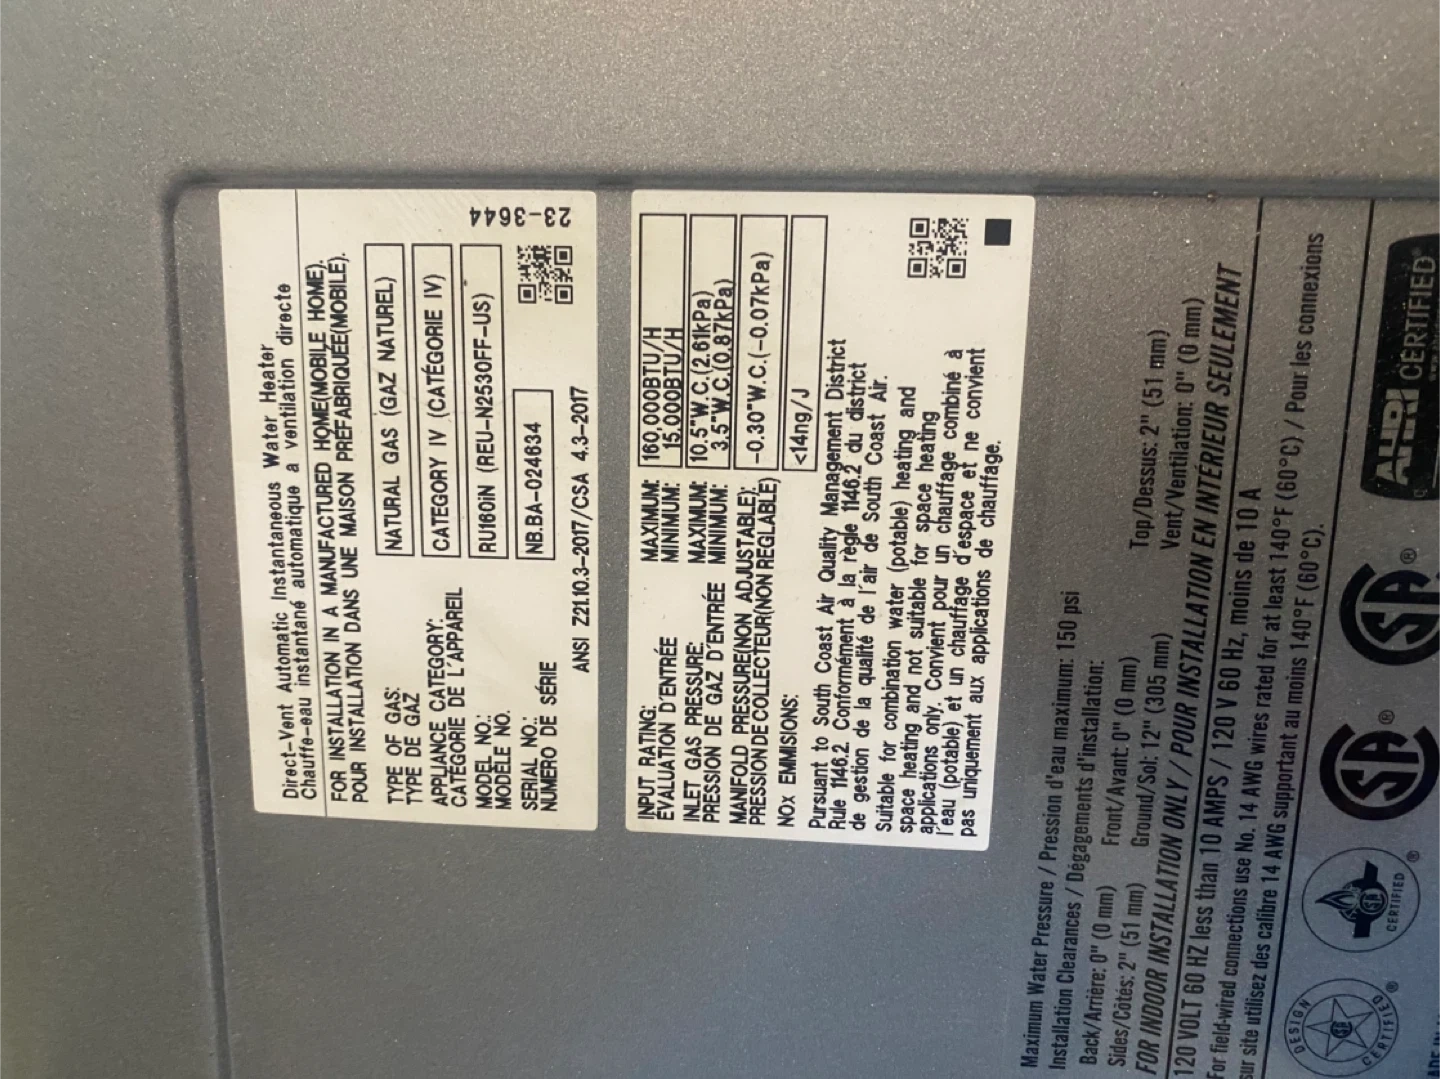 Direct-Vent Automatic Instantaneous Water Heater
Chauffe-eau instantané automatique a ventilation directe
FOR INSTALLATION IN A MANUFACTURED HOME(MOBILE HOME).
POUR INSTALLATION DANS UNE MAISON PRÉFABRIQUÉE(MOBILE).
TYPE OF GAS:
TYPE DE GAZ
NATURAL GAS (GAZ NATUREL)
APPLIANCE CATEGORY:
CATÉGORIE DE L'APPAREIL
CATEGORY IV (CATÉGORIE IV)
MODEL NO.:
MODÈLE NO.
RU160iN (REU-N2530FF-US)
SERIAL NO.:
NUMÉRO DE SÉRIE
NB.BA-024634
ANSI Z21.10.3-2017/CSA 4.3-2017
23-3644
INPUT RATING: MAXIMUM: 160,000BTU/H
ÉVALUATION D'ENTRÉE MINIMUM: 15,000BTU/H
INLET GAS PRESSURE: MAXIMUM: 10.5"W.C.(2.61kPa)
PRESSION DE GAZ D'ENTRÉE MINIMUM: 3.5"W.C.(0.87kPa)
MANIFOLD PRESSURE(NON ADJUSTABLE): -0.30"W.C.(-0.07kPa)
PRESSION DE COLLECTEUR(NON RÉGLABLE)
NOx EMMISIONS: <14ng/J
Pursuant to South Coast Air Quality Management District
Rule 1146.2. Conformément à la règle 1146.2 du district
de gestion de la qualité de l'air de South Coast Air.
Suitable for combination water (potable) heating and
space heating and not suitable for space heating
applications only. Convient pour un chauffage combiné à
l'eau (potable) et un chauffage d'espace et ne convient
pas uniquement aux applications de chauffage.
Maximum Water Pressure / Pression d'eau maximum: 150 psi
Installation Clearances / Dégagements d'installation:
Back/Arrière: 0" (0 mm) Front/Avant: 0" (0 mm) Top/Dessus: 2" (51 mm)
Sides/Côtés: 2" (51 mm) Ground/Sol: 12" (305 mm) Vent/Ventilation: 0" (0 mm)
FOR INDOOR INSTALLATION ONLY / POUR INSTALLATION EN INTÉRIEUR SEULEMENT
120 VOLT 60 HZ less than 10 AMPS / 120 V 60 Hz, moins de 10 A
For field-wired connections use No. 14 AWG wires rated for at least 140°F (60°C) / Pour les connexions
sur site utilisez des calibre 14 AWG supportant au moins 140°F (60°C).
DESIGN CERTIFIED ®
CERTIFIED ®
SA ®
SA ®
AHRI CERTIFIED